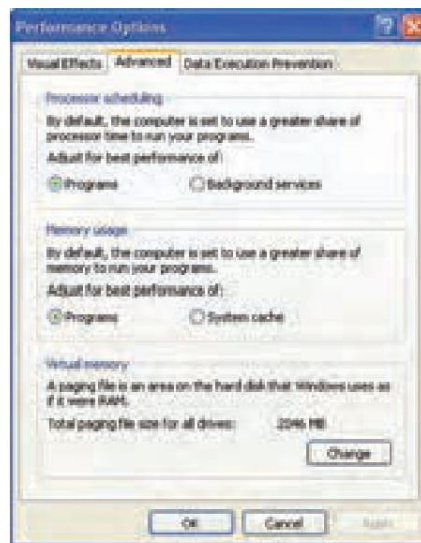 Performance Options
Visual Effects Advanced Data Execution Prevention
Processor scheduling
By default, the computer is set to use a greater share of
processor time to run your programs.
Adjust for best performance of:
Programs Background services
Memory usage
By default, the computer is set to use a greater share of
memory to run your programs.
Adjust for best performance of:
Programs System cache
Virtual memory
A paging file is an area on the hard disk that Windows uses as
if it were RAM.
Total paging file size for all drives: 2046 MB
Change
OK Cancel Apply